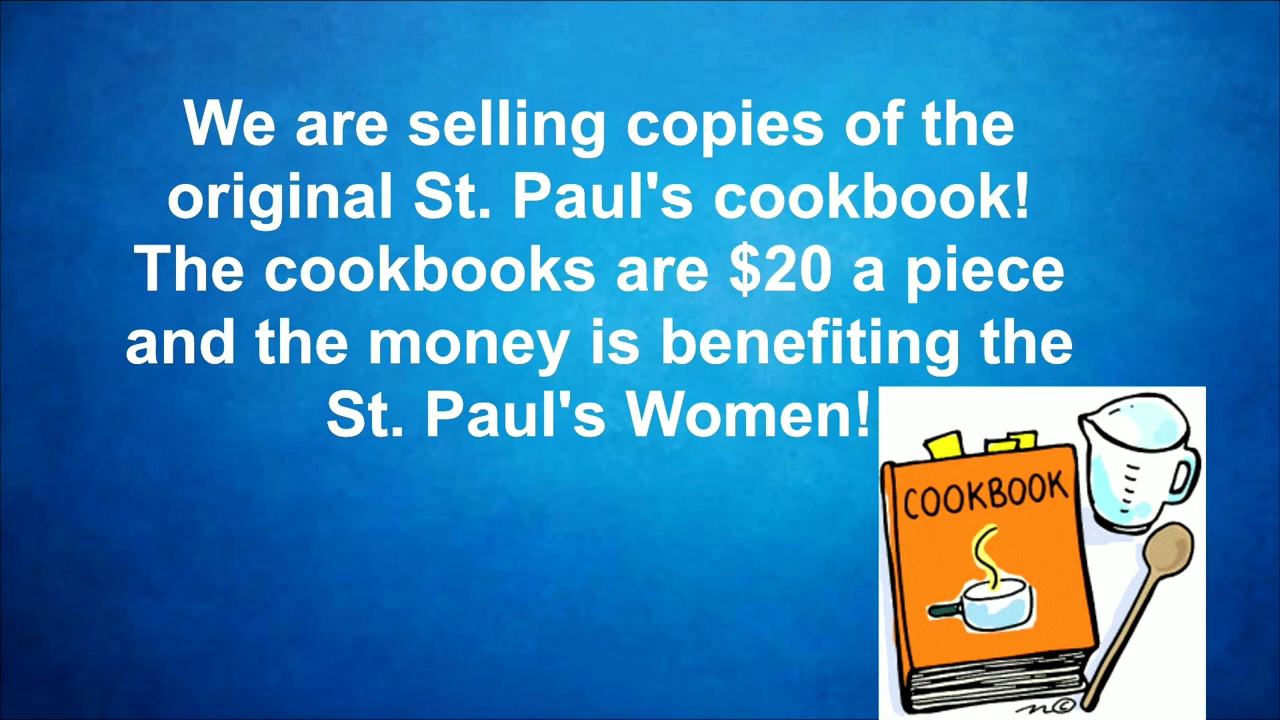 We are selling copies of the
original St. Paul's cookbook!
The cookbooks are $20 a piece
and the money is benefiting the
St. Paul's Women!
COOKBOOK